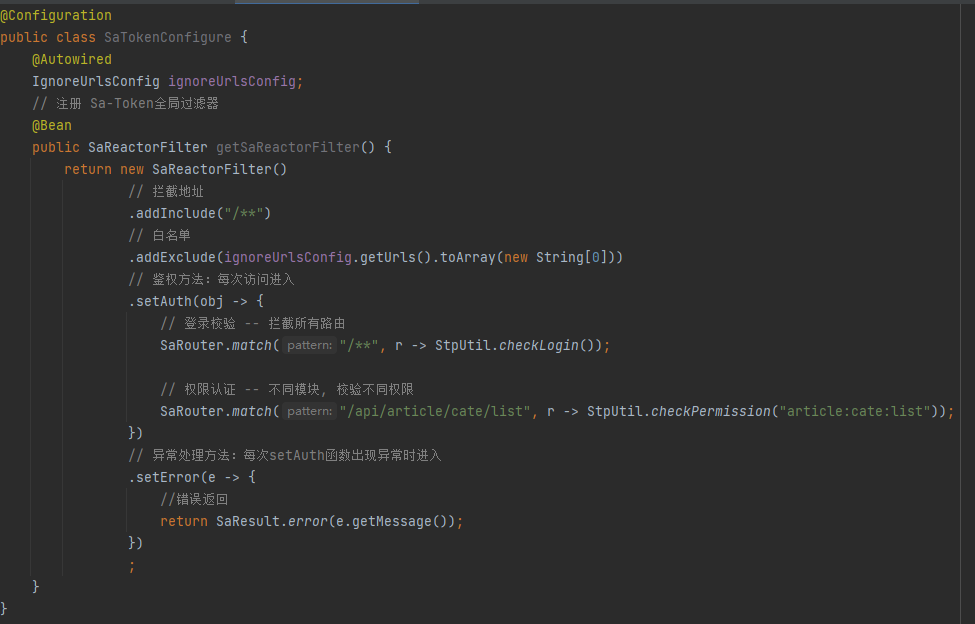 @Configuration
public class SaTokenConfigure {
@Autowired
IgnoreUrlsConfig ignoreUrlsConfig;
// 注册 Sa-Token全局过滤器
@Bean
public SaReactorFilter getSaReactorFilter() {
return new SaReactorFilter()
// 拦截地址
.addInclude("/**")
// 白名单
.addExclude(ignoreUrlsConfig.getUrls().toArray(new String[0]))
// 鉴权方法：每次访问进入
.setAuth(obj -> {
// 登录校验 -- 拦截所有路由
SaRouter.match( pattern: "/**", r -> StpUtil.checkLogin());
// 权限认证 -- 不同模块, 校验不同权限
SaRouter.match( pattern: "/api/article/cate/list", r -> StpUtil.checkPermission("article:cate:list"));
})
// 异常处理方法：每次setAuth函数出现异常时进入
.setError(e -> {
//错误返回
return SaResult.error(e.getMessage());
})
;
}
}